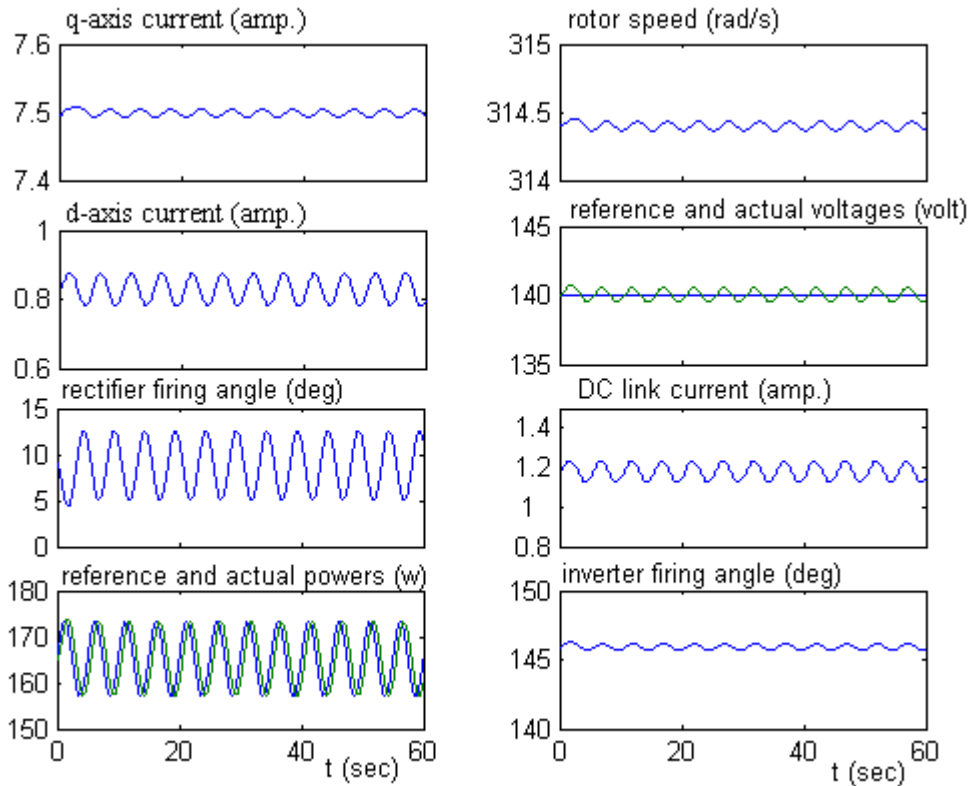 q-axis current (amp.)
7.6
7.5
7.4
rotor speed (rad/s)
315
314.5
314
d-axis current (amp.)
1
0.8
0.6
reference and actual voltages (volt)
145
140
135
rectifier firing angle (deg)
15
10
5
0
DC link current (amp.)
1.4
1.2
1
0.8
reference and actual powers (w)
180
170
160
150
0 20 40 60
t (sec)
inverter firing angle (deg)
150
145
140
0 20 40 60
t (sec)